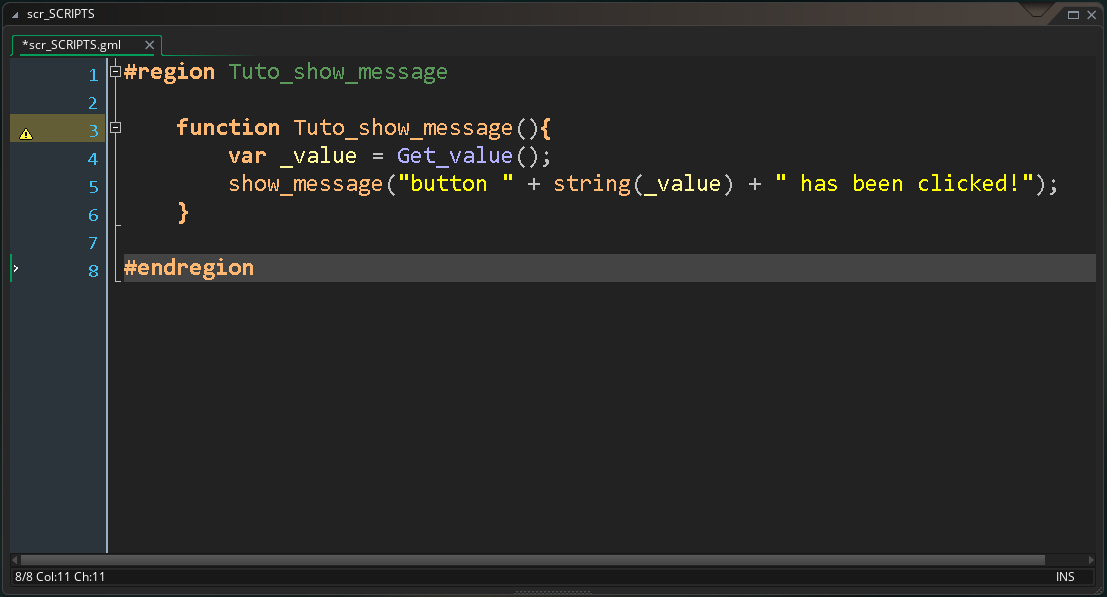 scr_SCRIPTS
*scr_SCRIPTS.gml
1 #region Tuto_show_message
2
3 function Tuto_show_message(){
4 var _value = Get_value();
5 show_message("button " + string(_value) + " has been clicked!");
6 }
7
8 #endregion
8/8 Col:11 Ch:11 INS